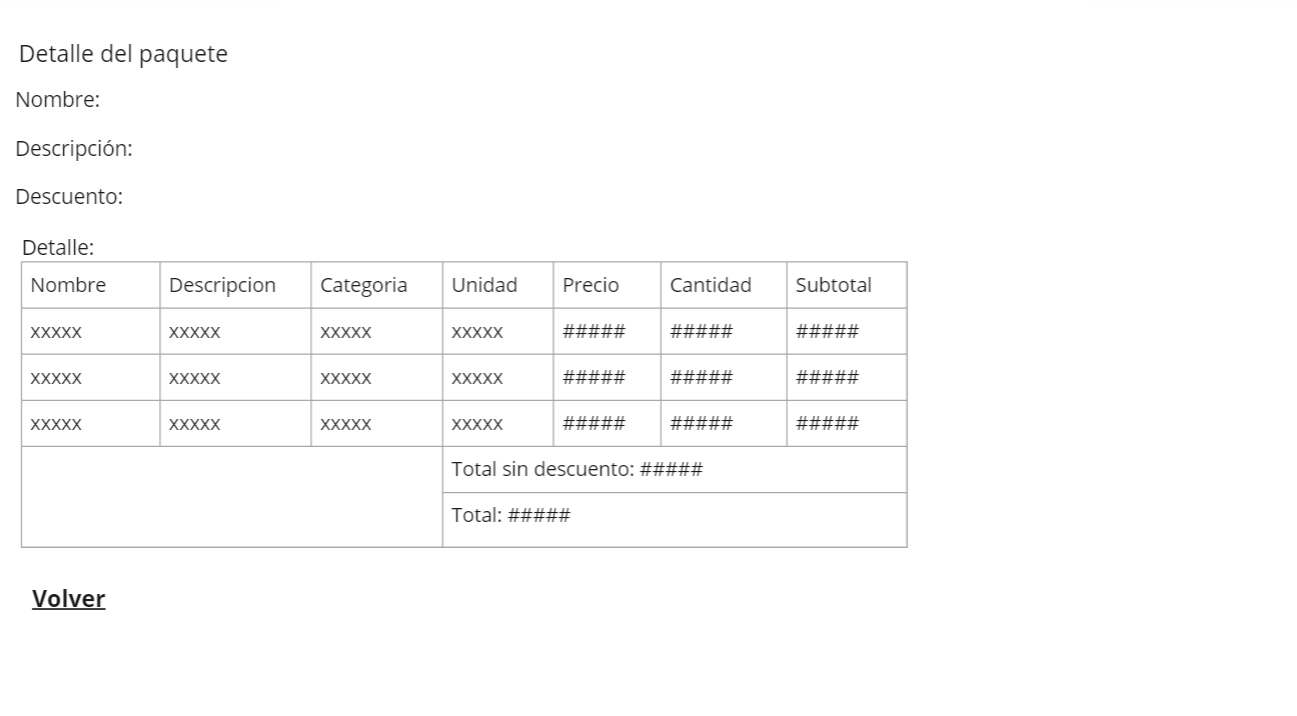 Detalle del paquete
Nombre:
Descripción:
Descuento:
Detalle:
Nombre Descripcion Categoria Unidad Precio Cantidad Subtotal
xxxxx xxxxx xxxxx xxxxx ##### ##### #####
xxxxx xxxxx xxxxx xxxxx ##### ##### #####
xxxxx xxxxx xxxxx xxxxx ##### ##### #####
Total sin descuento: #####
Total: #####
Volver